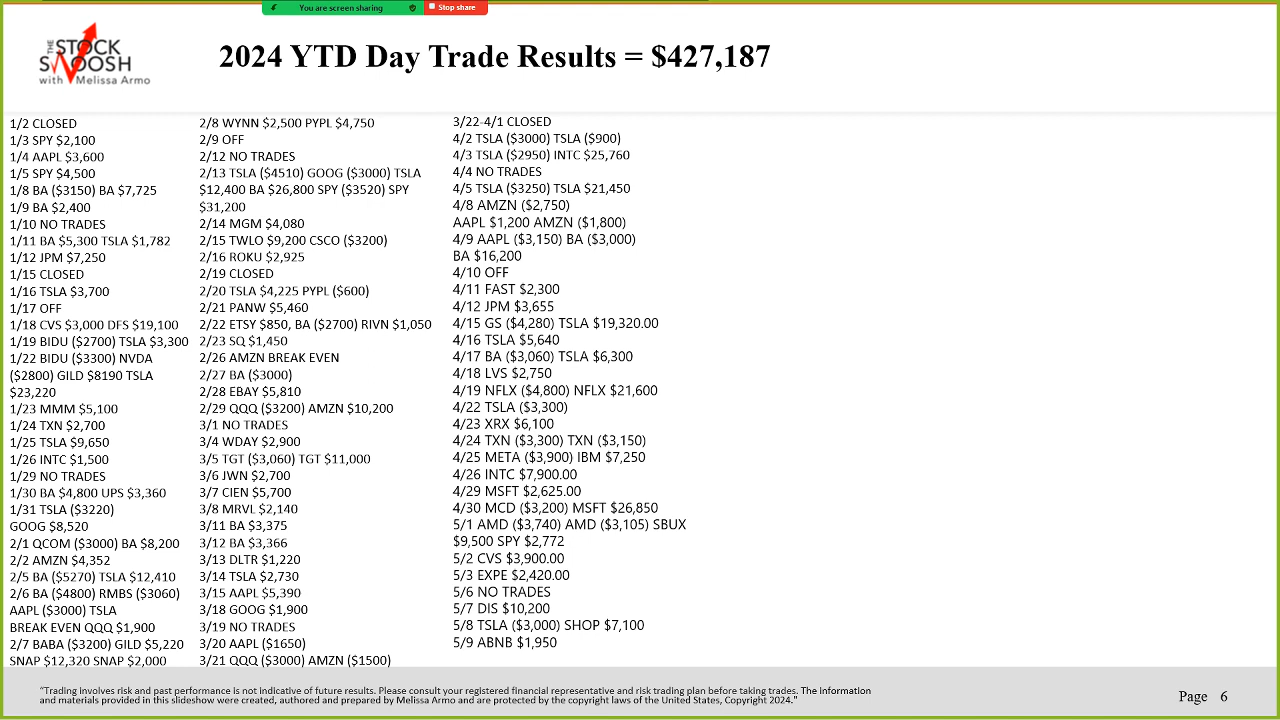 You are screen sharing
Stop share
THE STOCK
SWOOSH
with Melissa Armo
2024 YTD Day Trade Results = $427,187
1/2 CLOSED
1/3 SPY $2,100
1/4 AAPL $3,600
1/5 SPY $4,500
1/8 BA ($3150) BA $7,725
1/9 BA $2,400
1/10 NO TRADES
1/11 BA $5,300 TSLA $1,782
1/12 JPM $7,250
1/15 CLOSED
1/16 TSLA $3,700
1/17 OFF
1/18 CVS $3,000 DFS $19,100
1/19 BIDU ($2700) TSLA $3,300
1/22 BIDU ($3300) NVDA
($2800) GILD $8190 TSLA
$23,220
1/23 MMM $5,100
1/24 TXN $2,700
1/25 TSLA $9,650
1/26 INTC $1,500
1/29 NO TRADES
1/30 BA $4,800 UPS $3,360
1/31 TSLA ($3220)
GOOG $8,520
2/1 QCOM ($3000) BA $8,200
2/2 AMZN $4,352
2/5 BA ($5270) TSLA $12,410
2/6 BA ($4800) RMBS ($3060)
AAPL ($3000) TSLA
BREAK EVEN QQQ $1,900
2/7 BABA ($3200) GILD $5,220
SNAP $12,320 SNAP $2,000
2/8 WYNN $2,500 PYPL $4,750
2/9 OFF
2/12 NO TRADES
2/13 TSLA ($4510) GOOG ($3000) TSLA
$12,400 BA $26,800 SPY ($3520) SPY
$31,200
2/14 MGM $4,080
2/15 TWLO $9,200 CSCO ($3200)
2/16 ROKU $2,925
2/19 CLOSED
2/20 TSLA $4,225 PYPL ($600)
2/21 PANW $5,460
2/22 ETSY $850, BA ($2700) RIVN $1,050
2/23 SQ $1,450
2/26 AMZN BREAK EVEN
2/27 BA ($3000)
2/28 EBAY $5,810
2/29 QQQ ($3200) AMZN $10,200
3/1 NO TRADES
3/4 WDAY $2,900
3/5 TGT ($3,060) TGT $11,000
3/6 JWN $2,700
3/7 CIEN $5,700
3/8 MRVL $2,140
3/11 BA $3,375
3/12 BA $3,366
3/13 DLTR $1,220
3/14 TSLA $2,730
3/15 AAPL $5,390
3/18 GOOG $1,900
3/19 NO TRADES
3/20 AAPL ($1650)
3/21 QQQ ($3000) AMZN ($1500)
3/22-4/1 CLOSED
4/2 TSLA ($3000) TSLA ($900)
4/3 TSLA ($2950) INTC $25,760
4/4 NO TRADES
4/5 TSLA ($3250) TSLA $21,450
4/8 AMZN ($2,750)
AAPL $1,200 AMZN ($1,800)
4/9 AAPL ($3,150) BA ($3,000)
BA $16,200
4/10 OFF
4/11 FAST $2,300
4/12 JPM $3,655
4/15 GS ($4,280) TSLA $19,320.00
4/16 TSLA $5,640
4/17 BA ($3,060) TSLA $6,300
4/18 LVS $2,750
4/19 NFLX ($4,800) NFLX $21,600
4/22 TSLA ($3,300)
4/23 XRX $6,100
4/24 TXN ($3,300) TXN ($3,150)
4/25 META ($3,900) IBM $7,250
4/26 INTC $7,900.00
4/29 MSFT $2,625.00
4/30 MCD ($3,200) MSFT $26,850
5/1 AMD ($3,740) AMD ($3,105) SBUX
$9,500 SPY $2,772
5/2 CVS $3,900.00
5/3 EXPE $2,420.00
5/6 NO TRADES
5/7 DIS $10,200
5/8 TSLA ($3,000) SHOP $7,100
5/9 ABNB $1,950
"Trading involves risk and past performance is not indicative of future results. Please consult your registered financial representative and risk trading plan before taking trades. The information
and materials provided in this slideshow were created, authored and prepared by Melissa Armo and are protected by the copyright laws of the United States, Copyright 2024."
Page 6